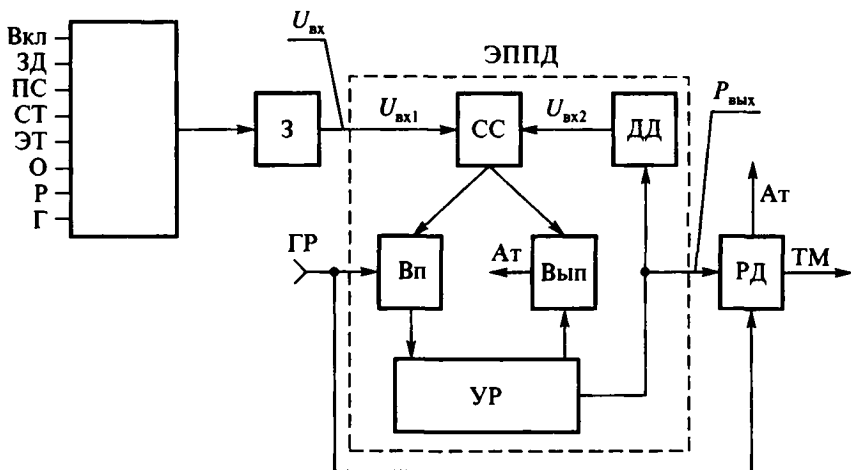 Вкл
ЗД
ПС
СТ
ЭТ
О
Р
Г
З
Uвх
ЭППД
Uвх1
СС
Uвх2
ДД
Pвых
ГР
Вп
Ат
Вып
Ат
РД
ТМ
УР